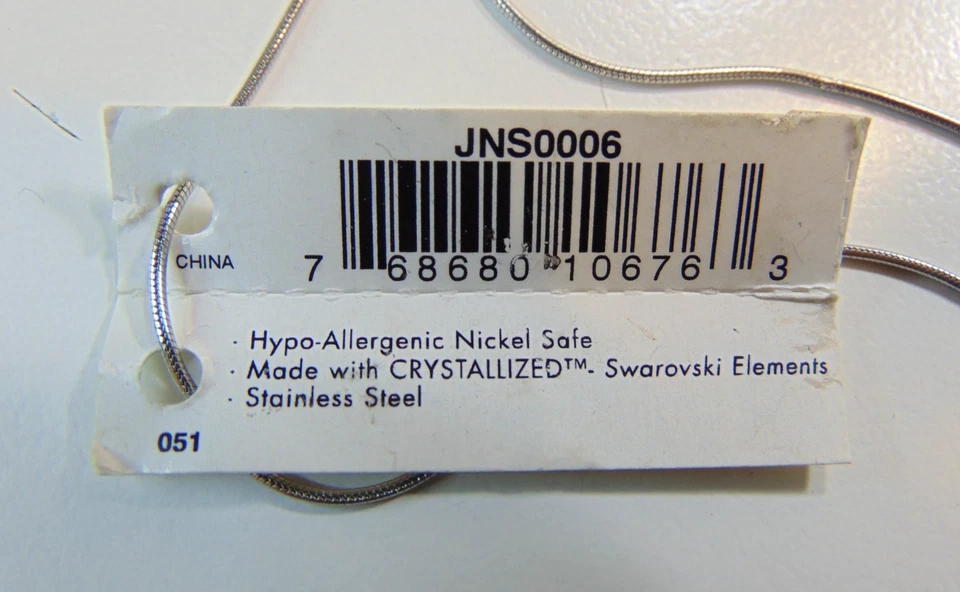 JNS0006
CHINA
7 68680 10676 3
· Hypo-Allergenic Nickel Safe
· Made with CRYSTALLIZED™- Swarovski Elements
· Stainless Steel
051